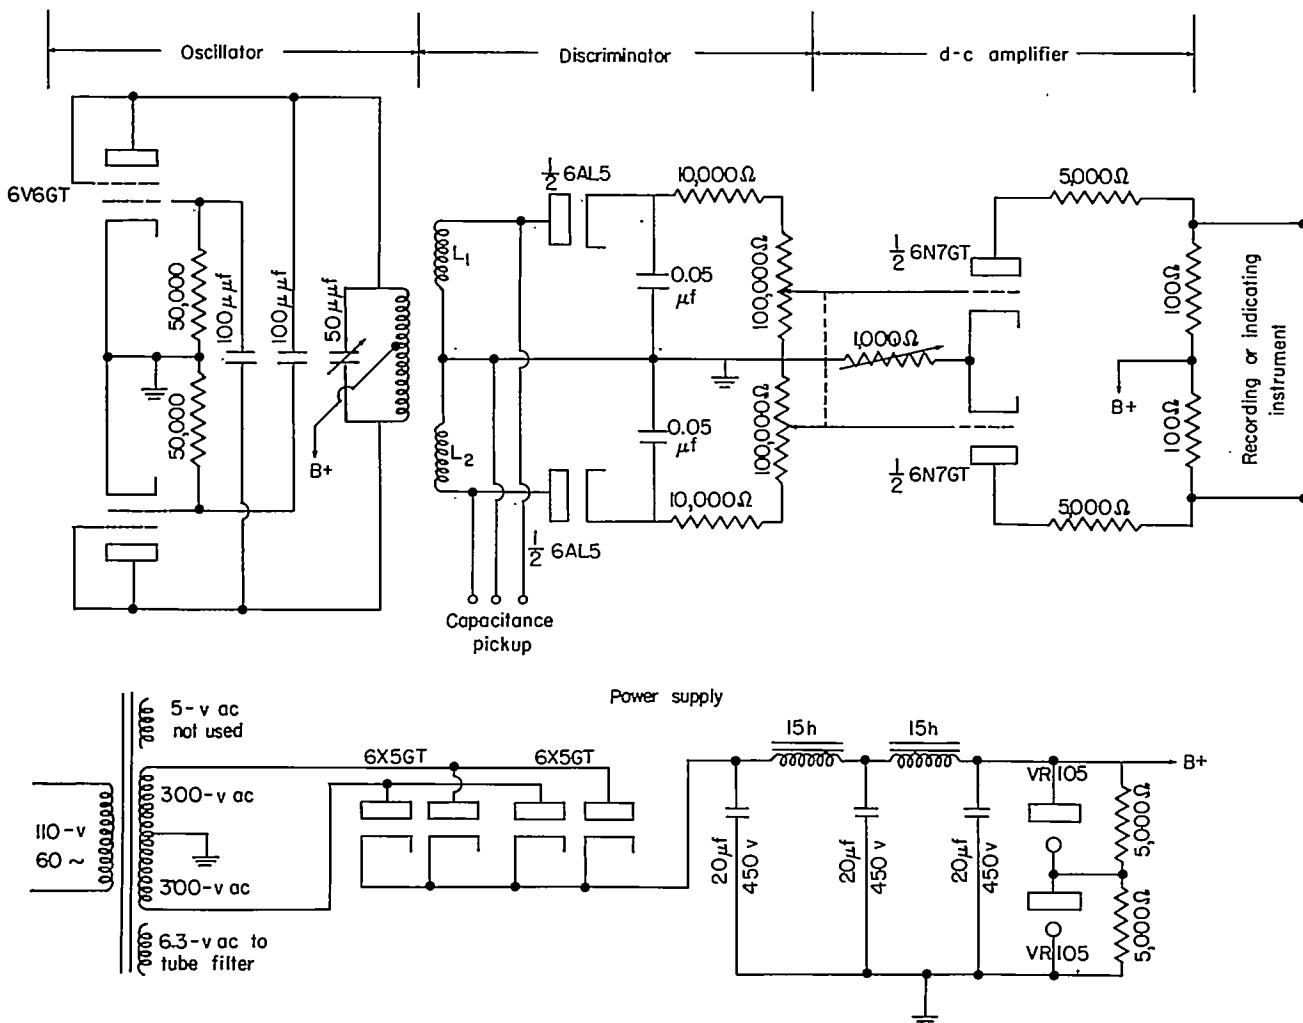 Oscillator
Discriminator
d-c amplifier
6V6GT
50,000
50,000
100μμf
100μμf
50μμf
B+
L1
L2
1/2 6AL5
1/2 6AL5
10,000Ω
0.05
μf
0.05
μf
10,000Ω
100,000Ω
100,000Ω
Capacitance
pickup
1,000Ω
1/2 6N7GT
1/2 6N7GT
5,000Ω
5,000Ω
100Ω
100Ω
B+
Recording or indicating
instrument
Power supply
5-v ac
not used
110-v
60 ~
300-v ac
300-v ac
6.3-v ac to
tube filter
6X5GT
6X5GT
15h
15h
20μf
450v
20μf
450v
20μf
450v
VR 105
VR 105
5,000Ω
5,000Ω
B+